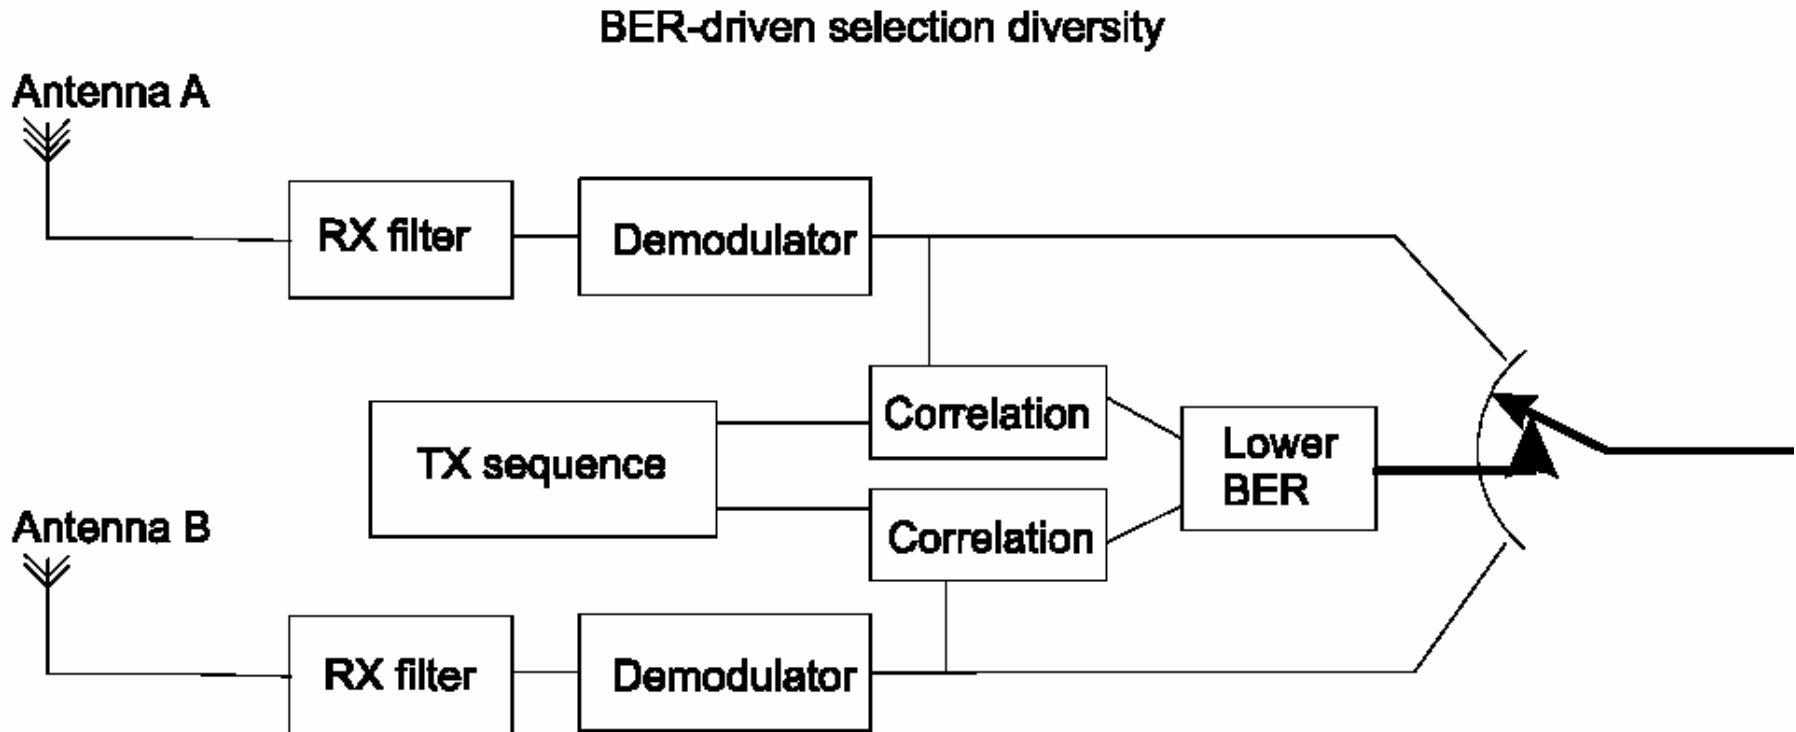 BER-driven selection diversity
Antenna A
RX filter
Demodulator
Correlation
TX sequence
Lower
BER
Correlation
Antenna B
RX filter
Demodulator